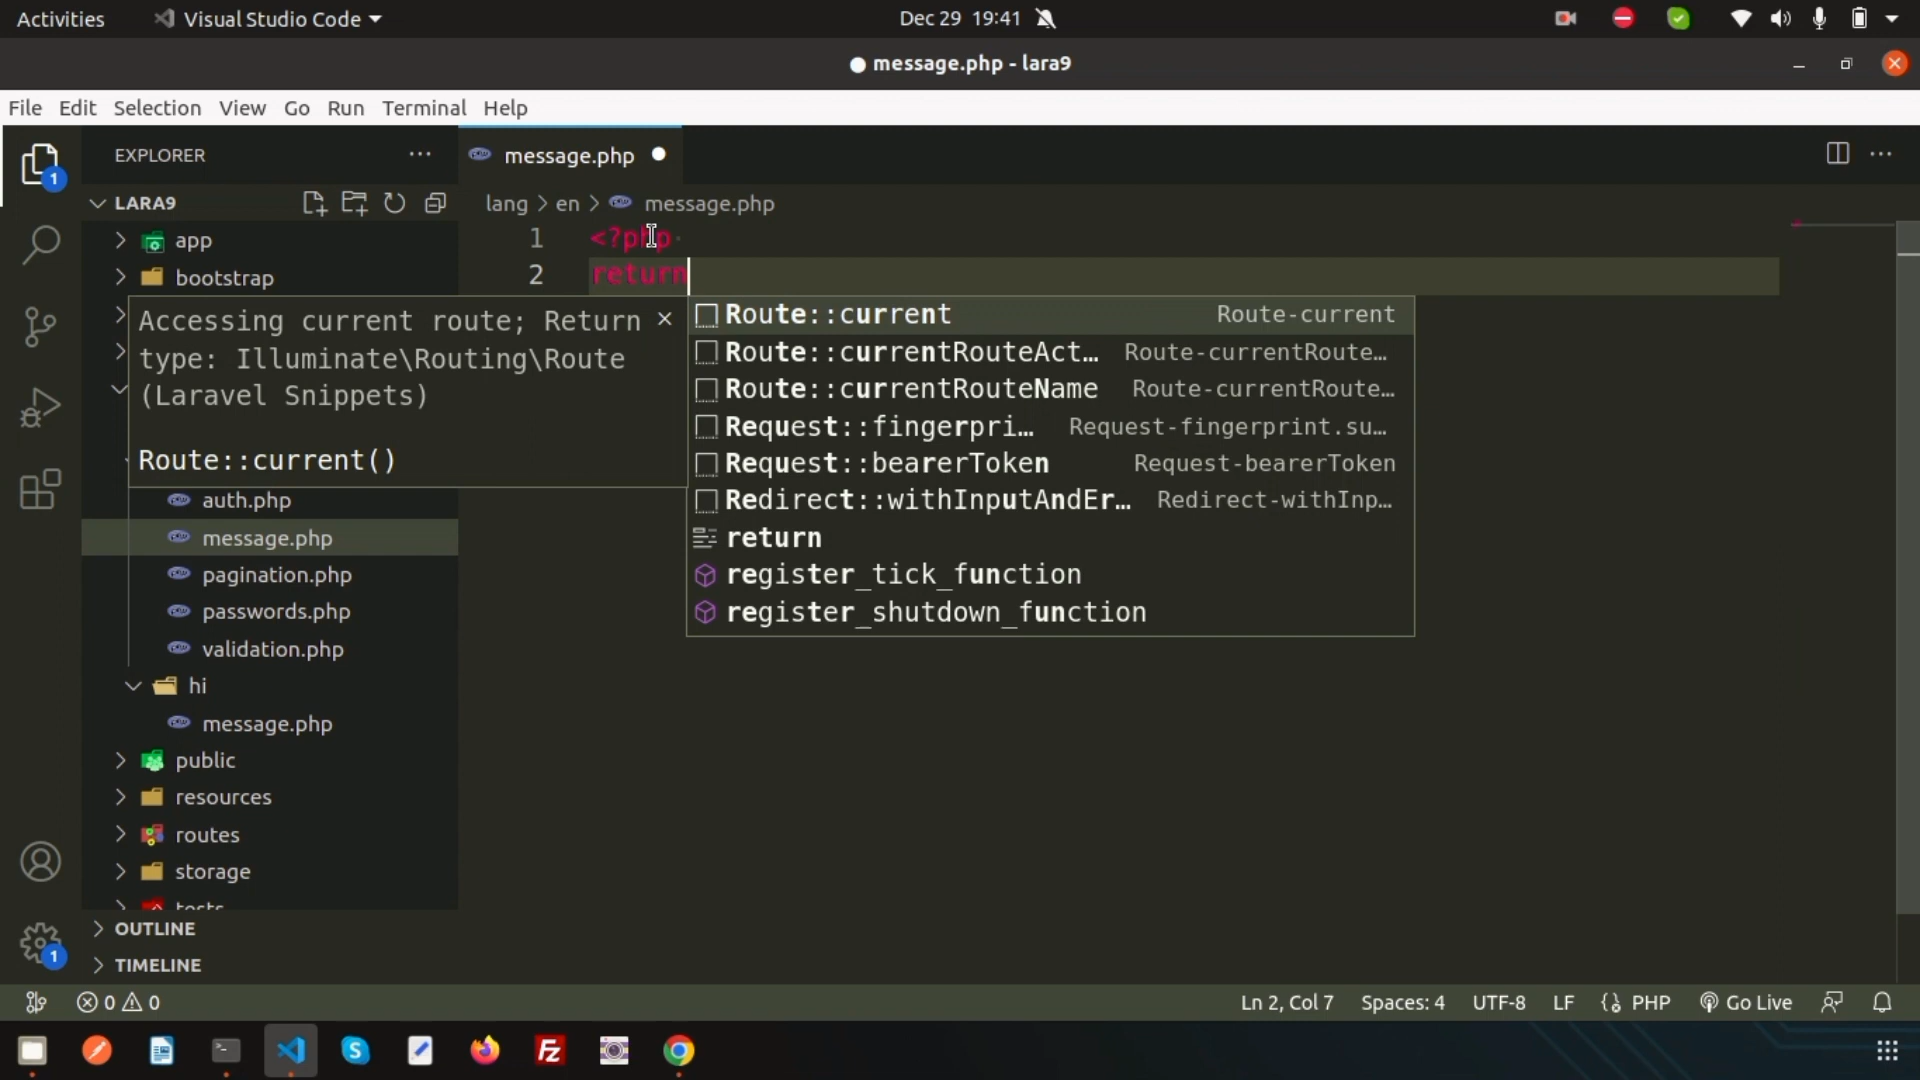 Activities
Visual Studio Code
Dec 29 19:41
message.php - lara9
File Edit Selection View Go Run Terminal Help
EXPLORER
message.php
LARA9
lang > en > message.php
app
bootstrap
auth.php
message.php
pagination.php
passwords.php
validation.php
hi
message.php
public
resources
routes
storage
tests
OUTLINE
TIMELINE
1 <?php
2 return
Accessing current route; Return
type: Illuminate\Routing\Route
(Laravel Snippets)
Route::current()
Route::current Route-current
Route::currentRouteAct… Route-currentRoute…
Route::currentRouteName Route-currentRoute…
Request::fingerpri… Request-fingerprint.su…
Request::bearerToken Request-bearerToken
Redirect::withInputAndEr… Redirect-withInp…
return
register_tick_function
register_shutdown_function
1
1
0 0
Ln 2, Col 7 Spaces: 4 UTF-8 LF PHP Go Live